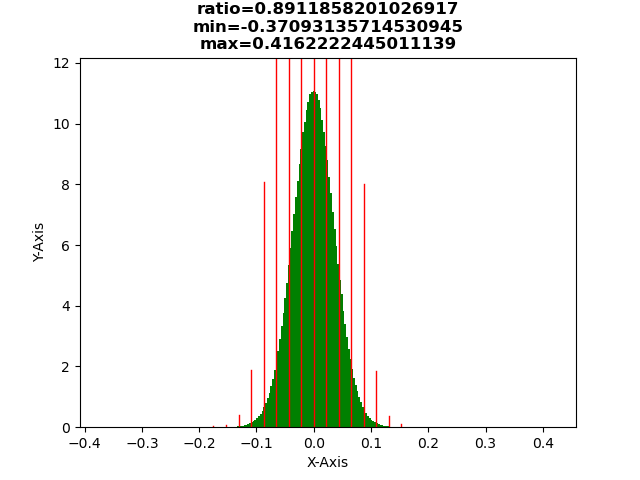 ratio=0.8911858201026917
min=-0.37093135714530945
max=0.4162222445011139
12
10
8
6
4
2
0
Y-Axis
−0.4 −0.3 −0.2 −0.1 0.0 0.1 0.2 0.3 0.4
X-Axis